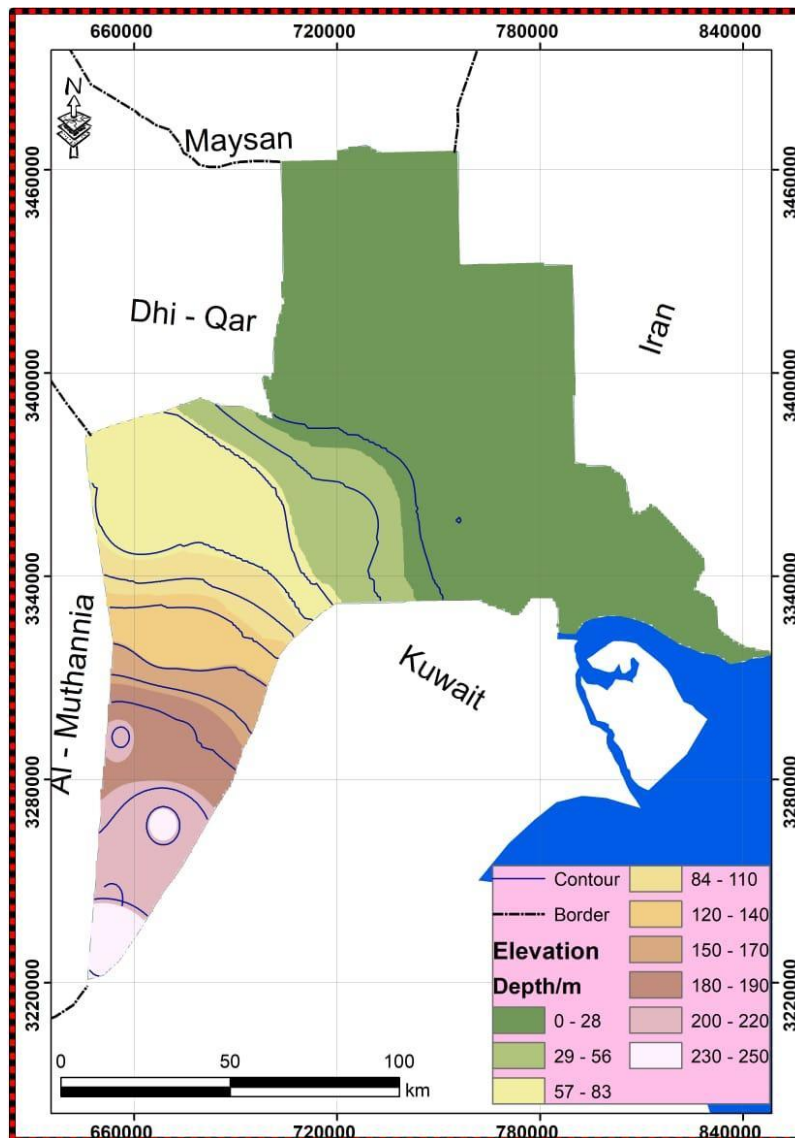 660000 720000 780000 840000
N
Maysan
3460000 3460000
Dhi - Qar
Iran
3400000 3400000
3340000 3340000
Al - Muthannia
Kuwait
3280000 3280000
Contour
Border
Elevation
Depth/m
0 - 28
29 - 56
57 - 83
84 - 110
120 - 140
150 - 170
180 - 190
200 - 220
230 - 250
3220000 3220000
0 50 100
km
660000 720000 780000 840000